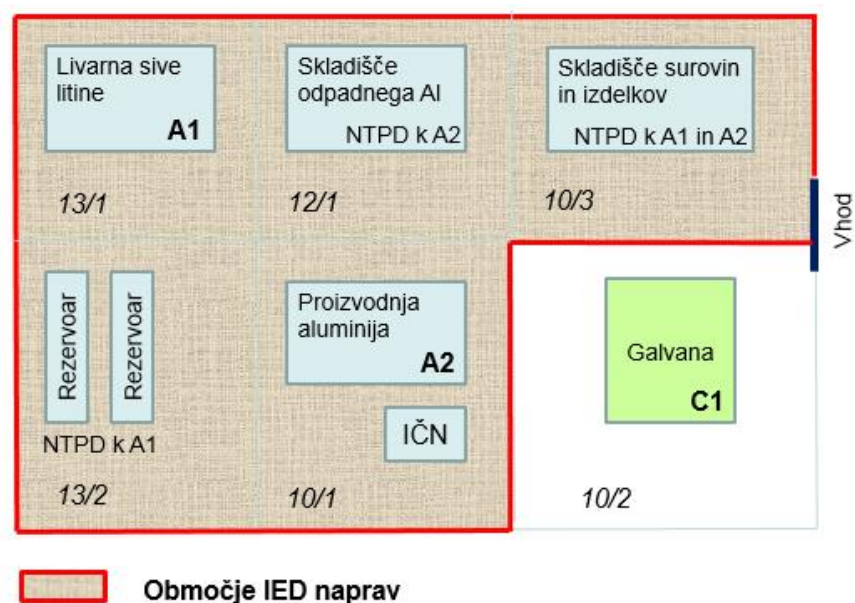 Livarna sive
litine
A1
13/1
Skladišče
odpadnega Al
NTPD k A2
12/1
Skladišče surovin
in izdelkov
NTPD k A1 in A2
10/3
Vhod
Rezervoar
Rezervoar
NTPD k A1
13/2
Proizvodnja
aluminija
A2
IČN
10/1
Galvana
C1
10/2
Območje IED naprav